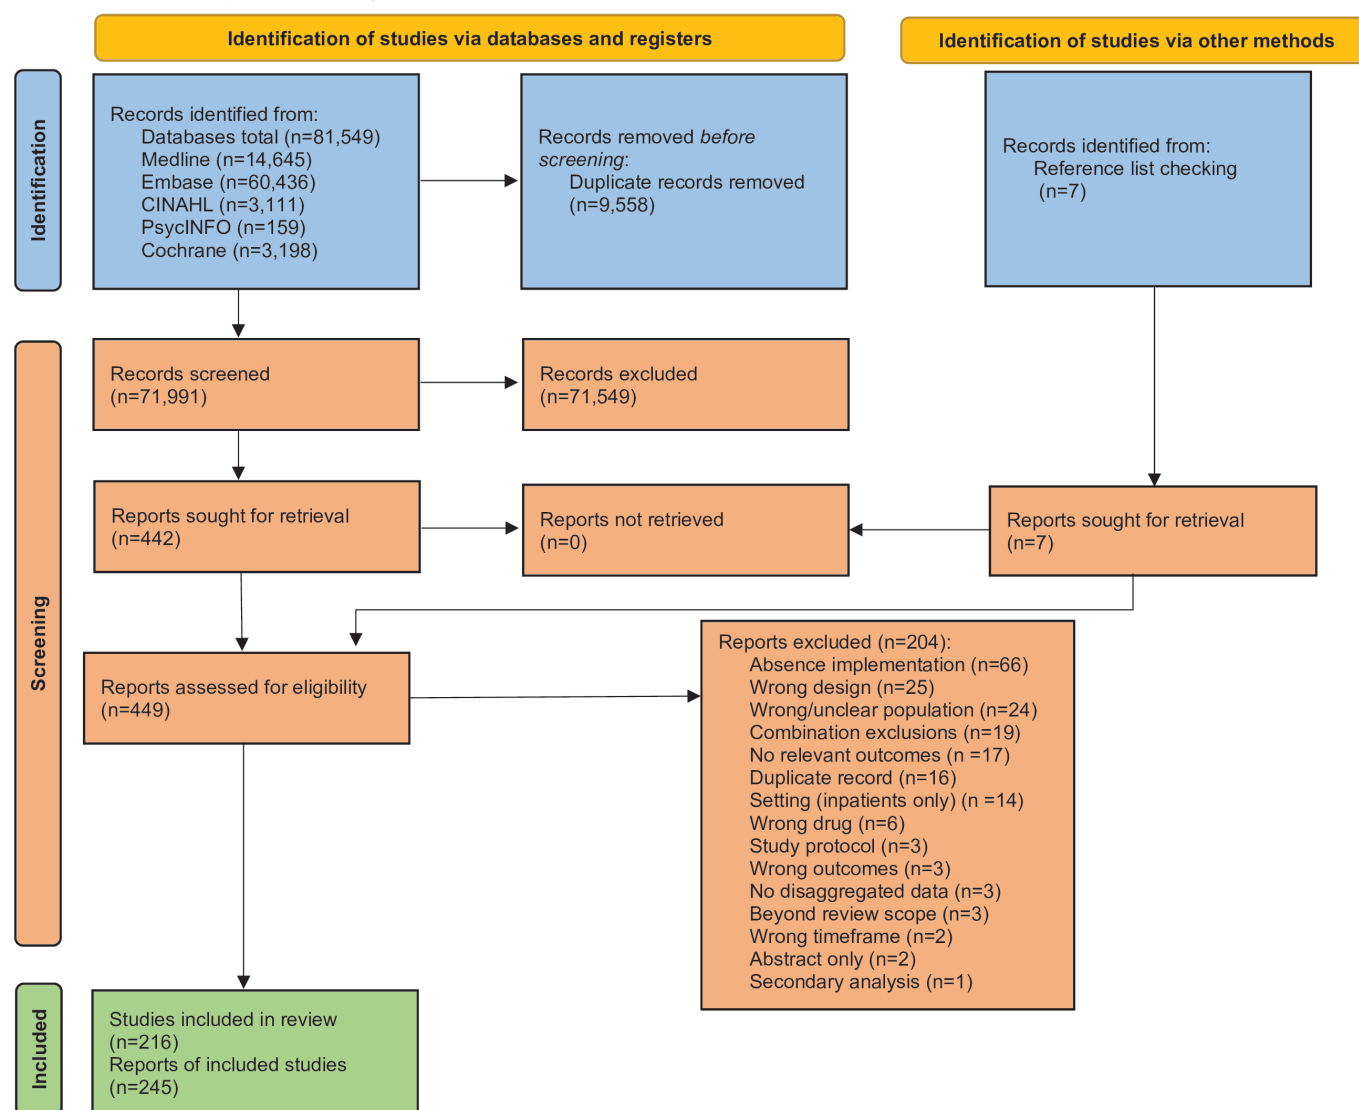 Identification of studies via databases and registers
Identification of studies via other methods
Identification
Records identified from:
Databases total (n=81,549)
Medline (n=14,645)
Embase (n=60,436)
CINAHL (n=3,111)
PsycINFO (n=159)
Cochrane (n=3,198)
Records removed before
screening:
Duplicate records removed
(n=9,558)
Records identified from:
Reference list checking
(n=7)
Screening
Records screened
(n=71,991)
Records excluded
(n=71,549)
Reports sought for retrieval
(n=442)
Reports not retrieved
(n=0)
Reports sought for retrieval
(n=7)
Reports assessed for eligibility
(n=449)
Reports excluded (n=204):
Absence implementation (n=66)
Wrong design (n=25)
Wrong/unclear population (n=24)
Combination exclusions (n=19)
No relevant outcomes (n =17)
Duplicate record (n=16)
Setting (inpatients only) (n =14)
Wrong drug (n=6)
Study protocol (n=3)
Wrong outcomes (n=3)
No disaggregated data (n=3)
Beyond review scope (n=3)
Wrong timeframe (n=2)
Abstract only (n=2)
Secondary analysis (n=1)
Included
Studies included in review
(n=216)
Reports of included studies
(n=245)